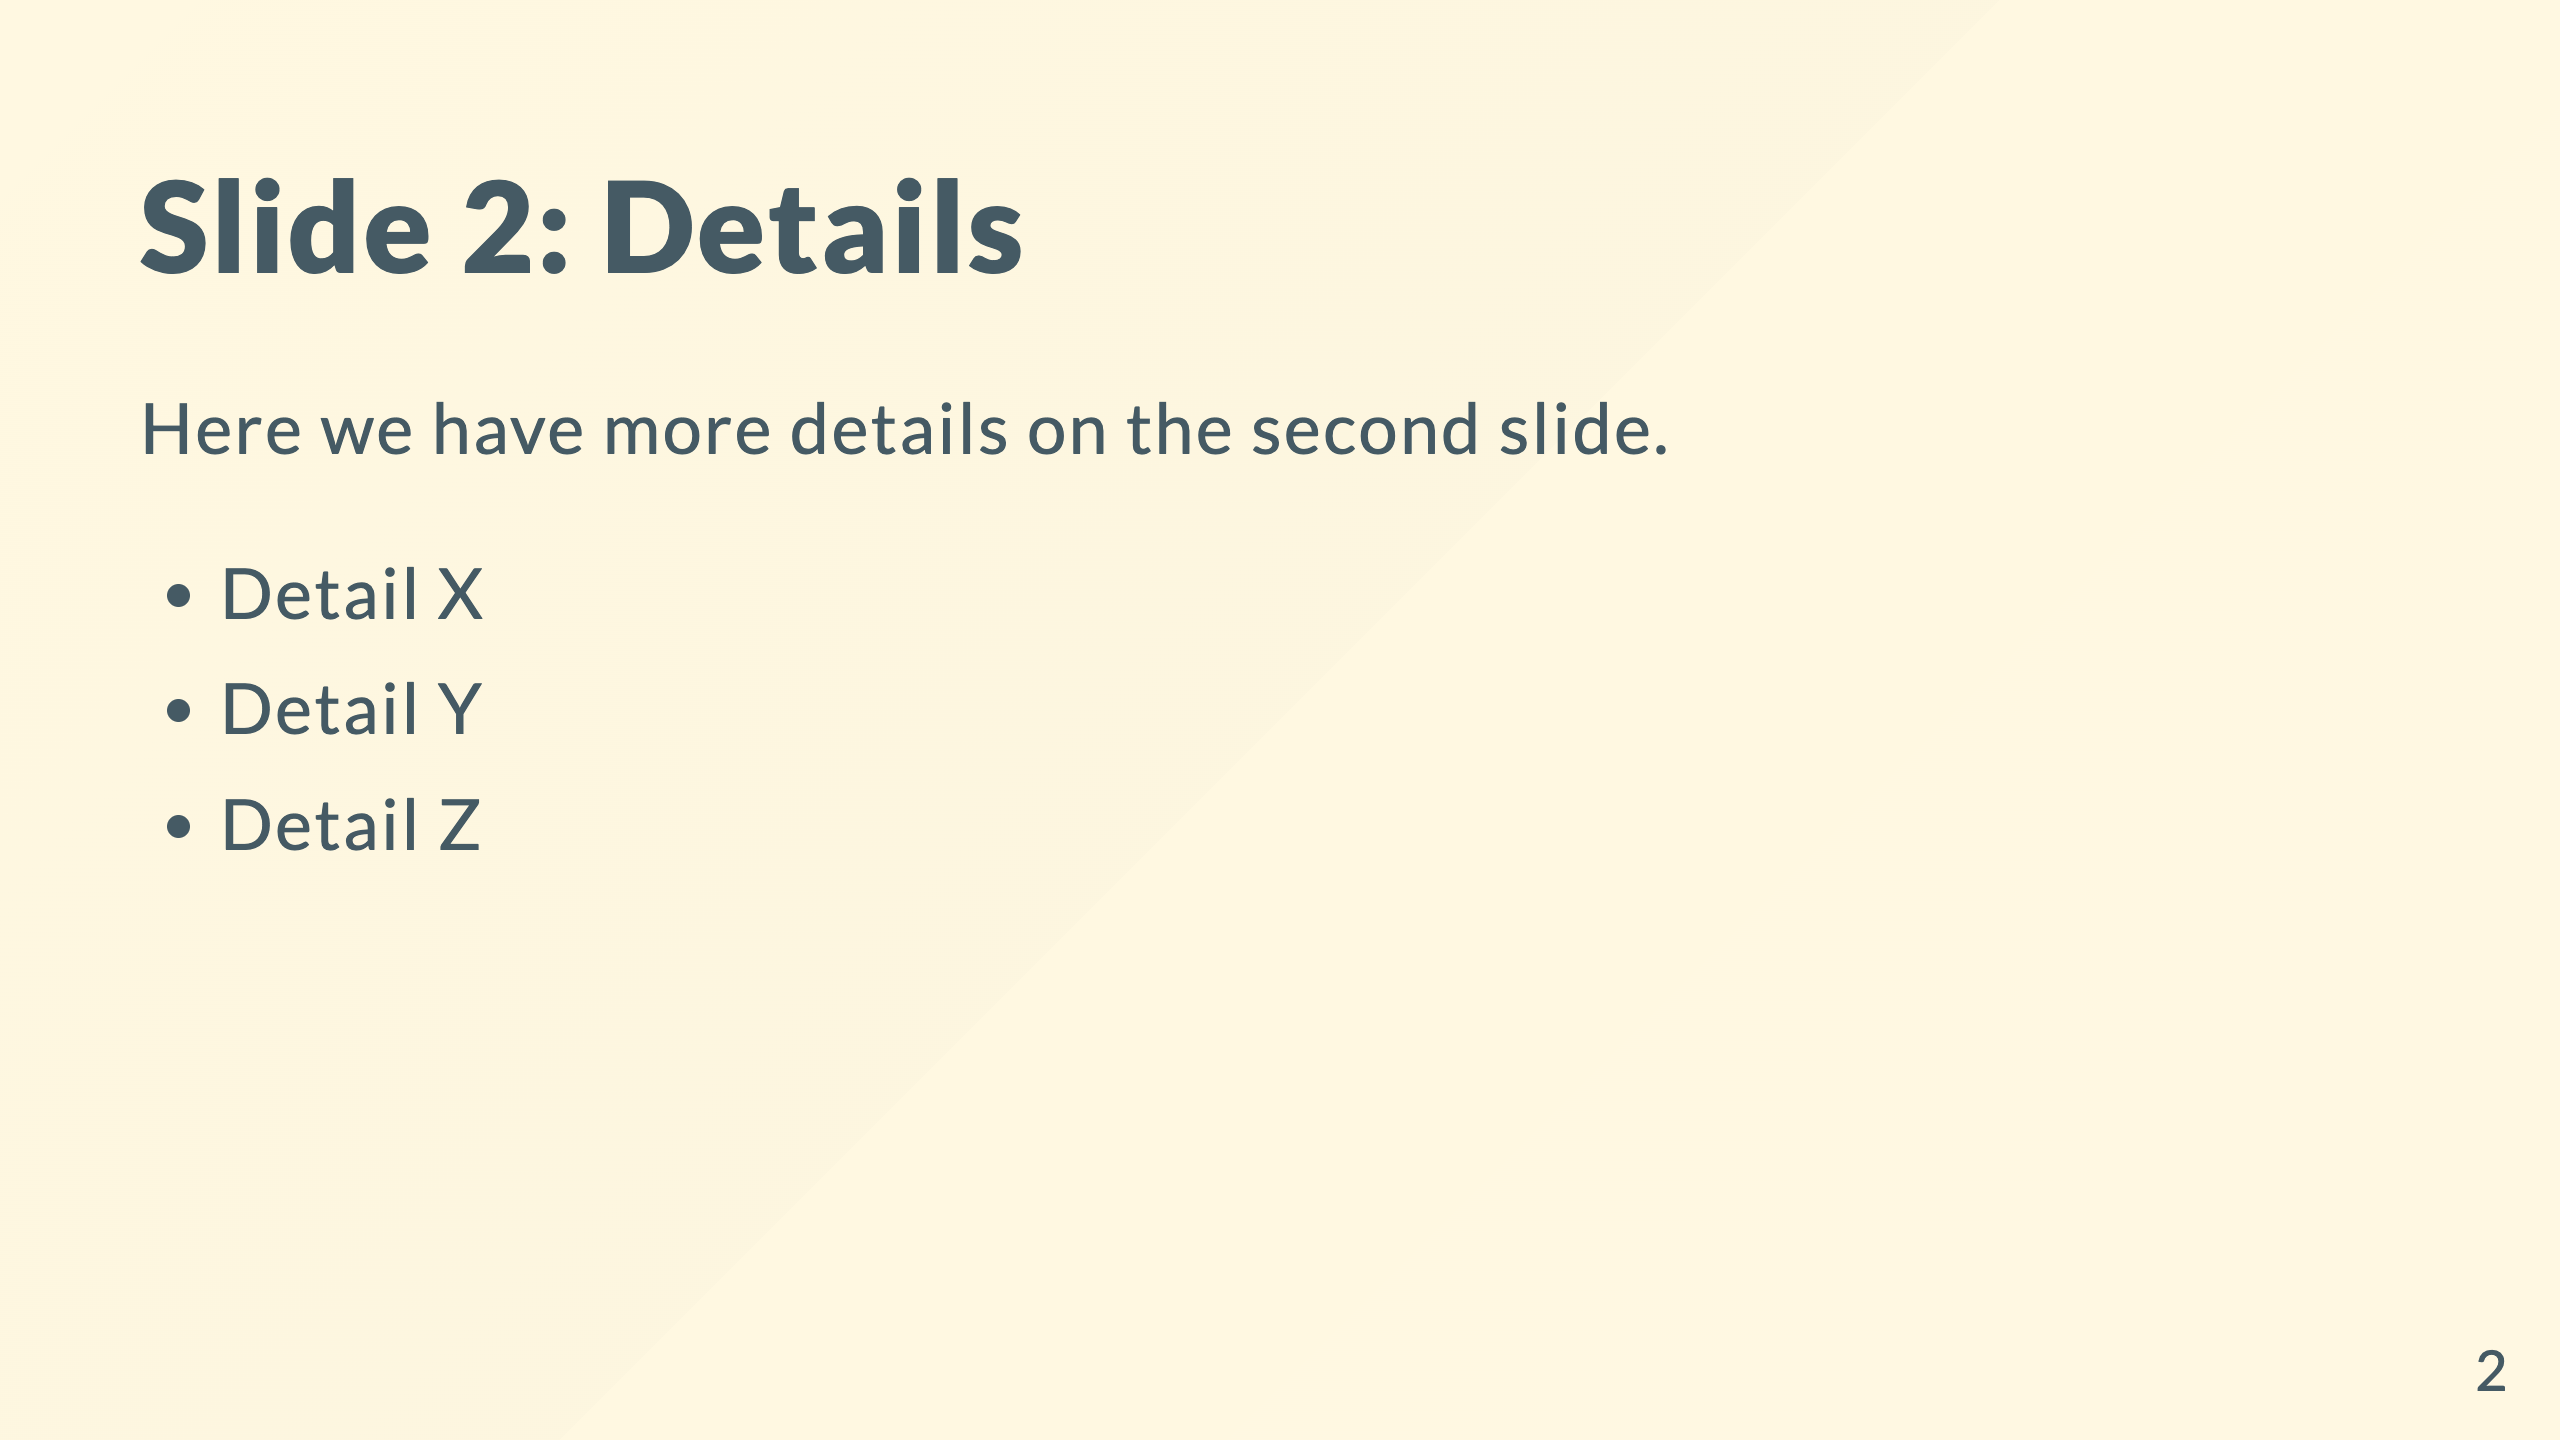 Slide 2: Details
Here we have more details on the second slide.
• Detail X
• Detail Y
• Detail Z
2